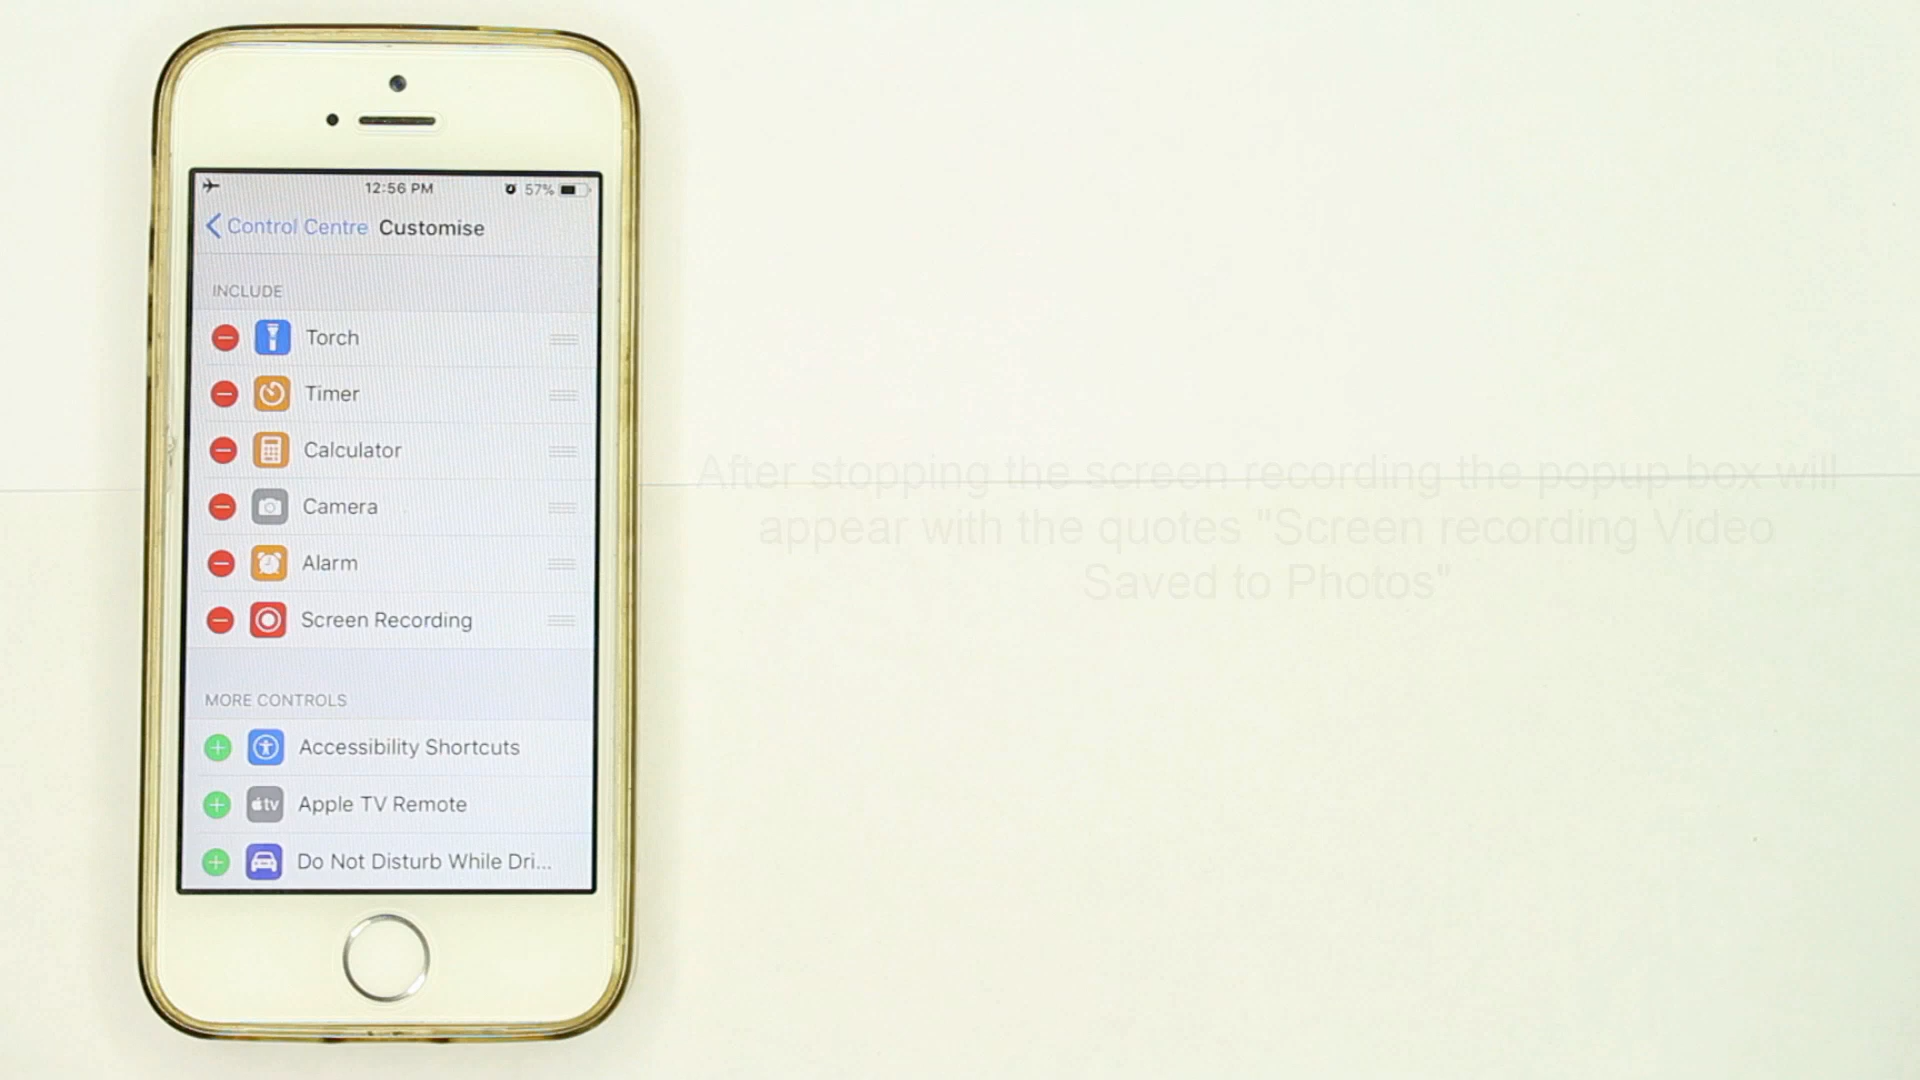 12:56 PM 57%
Control Centre Customise
INCLUDE
Torch
Timer
Calculator
Camera
Alarm
Screen Recording
MORE CONTROLS
Accessibility Shortcuts
tv Apple TV Remote
Do Not Disturb While Dri...
After stopping the screen recording the popup box will
appear with the quotes "Screen recording Video
Saved to Photos"